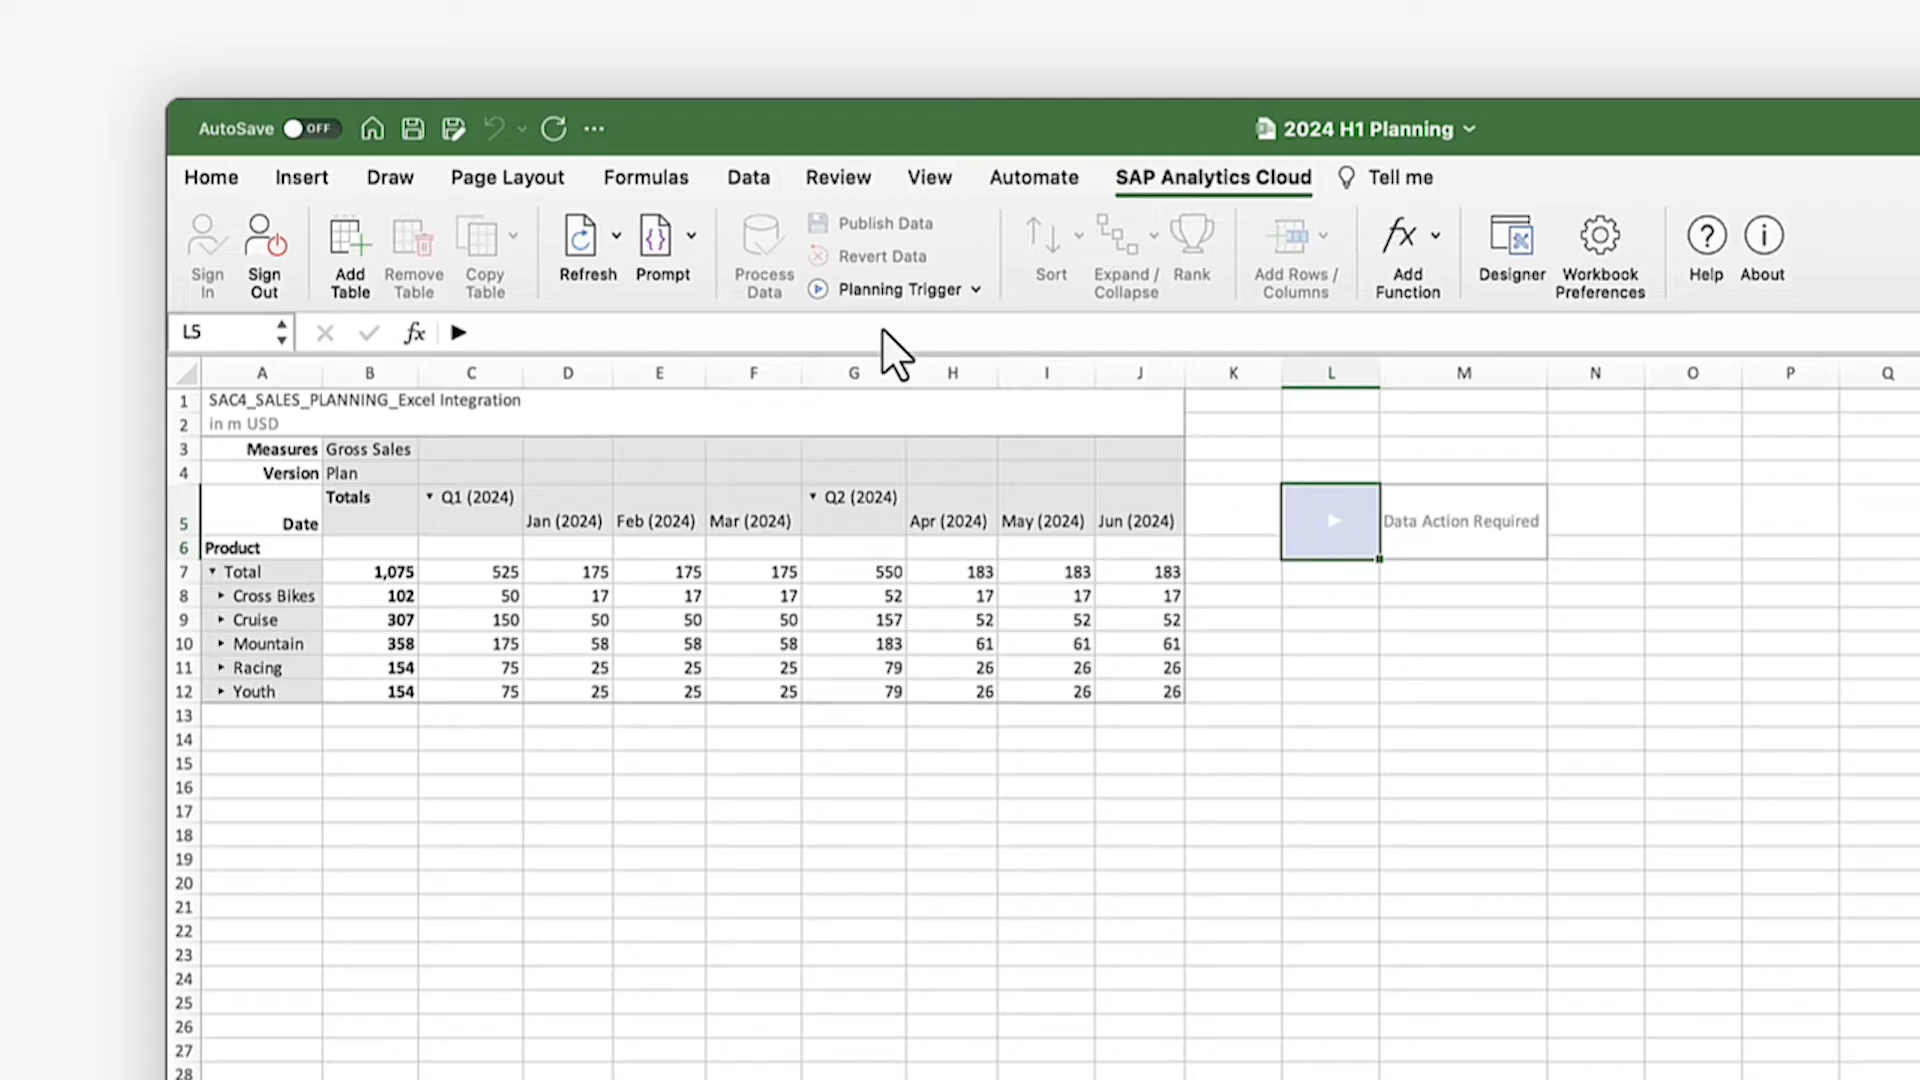 AutoSave OFF 2024 H1 Planning
Home Insert Draw Page Layout Formulas Data Review View Automate SAP Analytics Cloud Tell me
Sign In
Sign Out
Add Table
Remove Table
Copy Table
Refresh
Prompt
Process Data
Publish Data
Revert Data
Planning Trigger
Sort
Expand / Collapse
Rank
Add Rows / Columns
Add Function
Designer
Workbook Preferences
Help
About
L5 fx ▶
A B C D E F G H I J K L M N O P Q
1 SAC4_SALES_PLANNING_Excel Integration
2 in m USD
3 Measures Gross Sales
4 Version Plan
Totals Q1 (2024) Q2 (2024)
5 Date Jan (2024) Feb (2024) Mar (2024) Apr (2024) May (2024) Jun (2024) Data Action Required
6 Product
7 Total 1,075 525 175 175 175 550 183 183 183
8 Cross Bikes 102 50 17 17 17 52 17 17 17
9 Cruise 307 150 50 50 50 157 52 52 52
10 Mountain 358 175 58 58 58 183 61 61 61
11 Racing 154 75 25 25 25 79 26 26 26
12 Youth 154 75 25 25 25 79 26 26 26
13
14
15
16
17
18
19
20
21
22
23
24
25
26
27
28